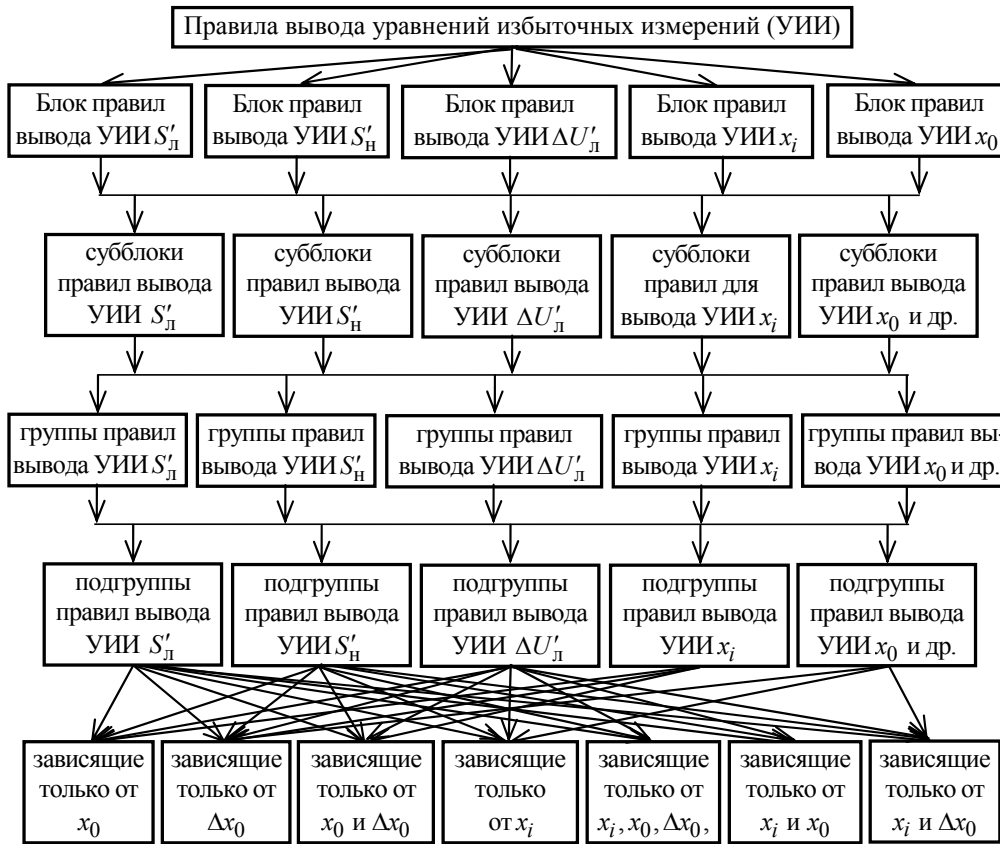 Правила вывода уравнений избыточных измерений (УИИ)
Блок правил
вывода УИИ S′л
Блок правил
вывода УИИ S′н
Блок правил
вывода УИИ ΔU′л
Блок правил
вывода УИИ xi
Блок правил
вывода УИИ x0
субблоки
правил вывода
УИИ S′л
субблоки
правил вывода
УИИ S′н
субблоки
правил вывода
УИИ ΔU′л
субблоки
правил для
вывода УИИ xi
субблоки
правил вывода
УИИ x0 и др.
группы правил
вывода УИИ S′л
группы правил
вывода УИИ S′н
группы правил
вывода УИИ ΔU′л
группы правил
вывода УИИ xi
группы правил вы-
вода УИИ x0 и др.
подгруппы
правил вывода
УИИ S′л
подгруппы
правил вывода
УИИ S′н
подгруппы
правил вывода
УИИ ΔU′л
подгруппы
правил вывода
УИИ xi
подгруппы
правил вывода
УИИ x0 и др.
зависящие
только от
x0
зависящие
только от
Δx0
зависящие
только от
x0 и Δx0
зависящие
только
от xi
зависящие
только от
xi, x0, Δx0,
зависящие
только от
xi и x0
зависящие
только от
xi и Δx0